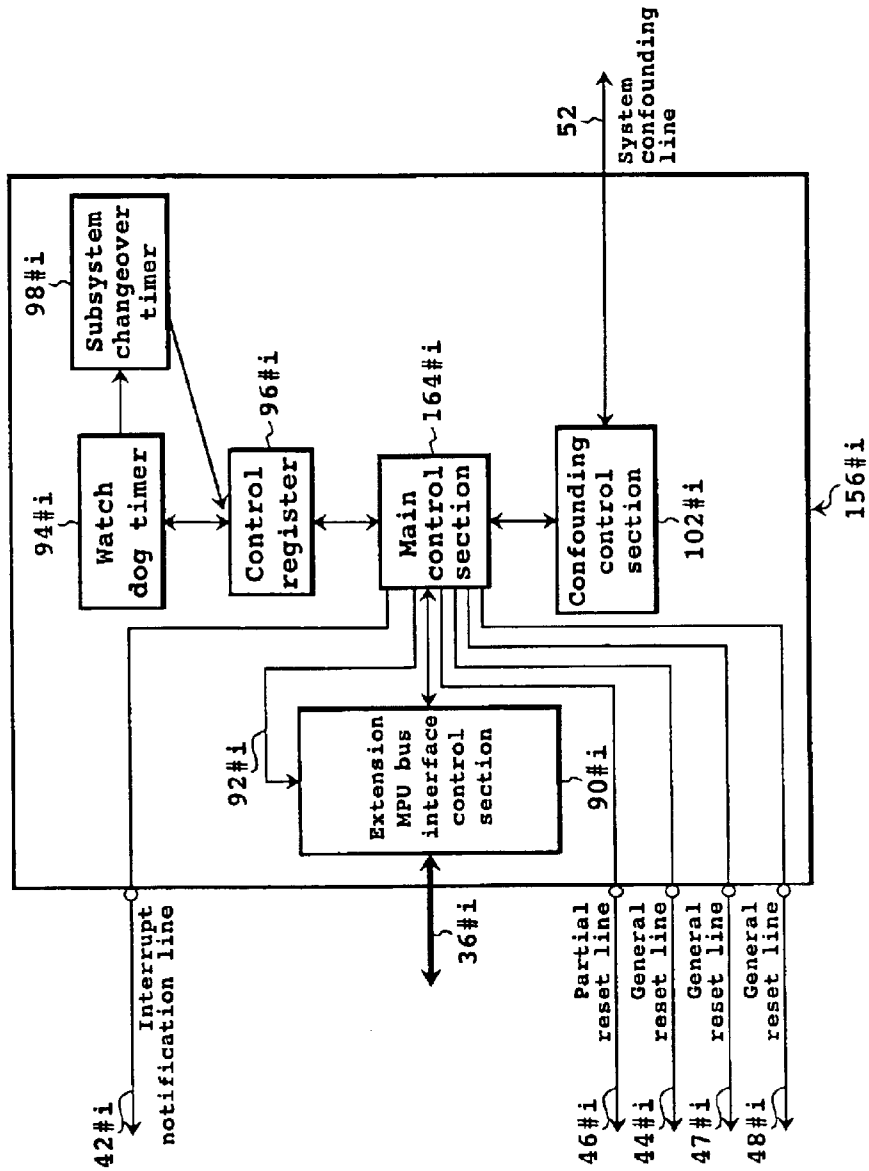 42#i
Interrupt
notification line
36#i
46#i
Partial
reset line
44#i
General
reset line
47#i
General
reset line
48#i
General
reset line
92#i
Extension
MPU bus
interface
control
section
90#i
94#i
Watch
dog timer
98#i
Subsystem
changeover
timer
96#i
Control
register
164#i
Main
control
section
Confounding
control
section
102#i
156#i
52
System
confounding
line